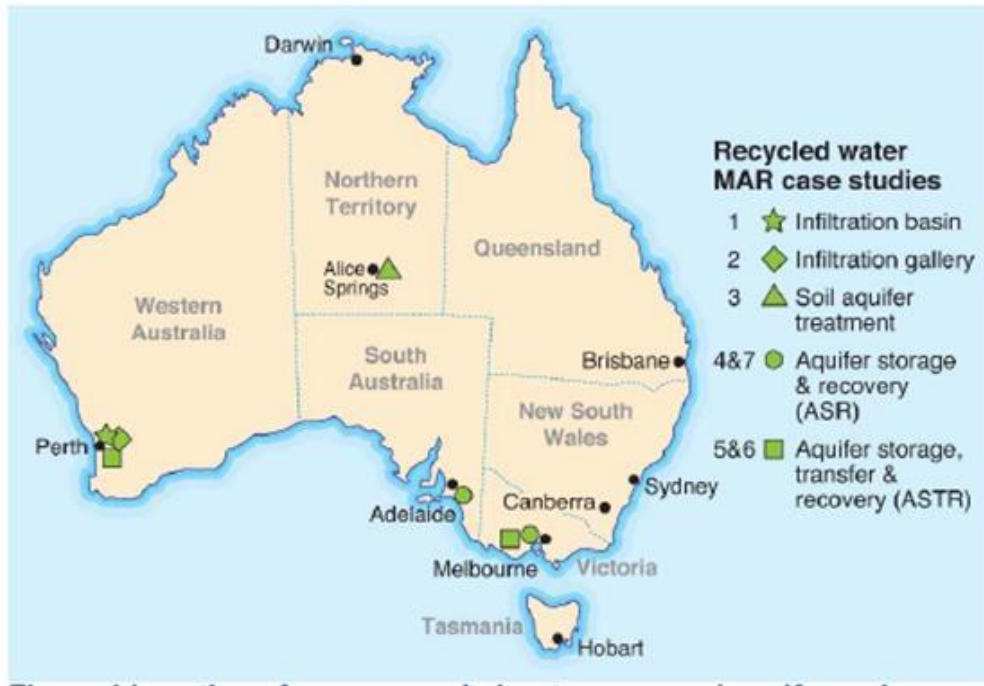 Darwin
Northern
Territory
Queensland
Alice
Springs
Western
Australia
South
Australia
Brisbane
New South
Wales
Perth
Sydney
Canberra
Adelaide
Melbourne
Victoria
Tasmania
Hobart
Recycled water
MAR case studies
1 Infiltration basin
2 Infiltration gallery
3 Soil aquifer
treatment
4&7 Aquifer storage
& recovery
(ASR)
5&6 Aquifer storage,
transfer &
recovery (ASTR)